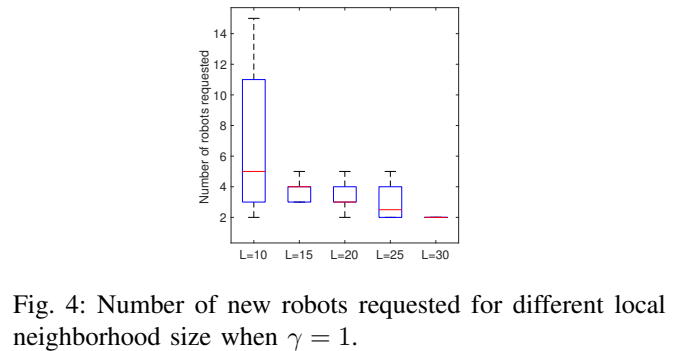 Number of robots requested
14
12
10
8
6
4
2
L=10 L=15 L=20 L=25 L=30
Fig. 4: Number of new robots requested for different local
neighborhood size when γ = 1.